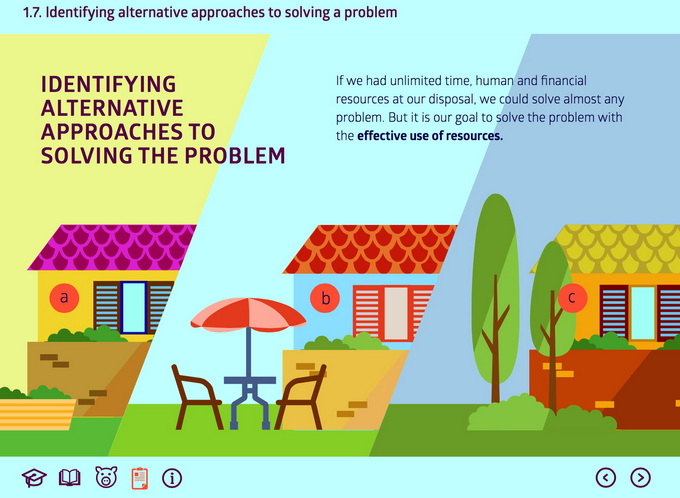 1.7. Identifying alternative approaches to solving a problem
IDENTIFYING
ALTERNATIVE
APPROACHES TO
SOLVING THE PROBLEM
If we had unlimited time, human and financial
resources at our disposal, we could solve almost any
problem. But it is our goal to solve the problem with
the effective use of resources.
a
b
c